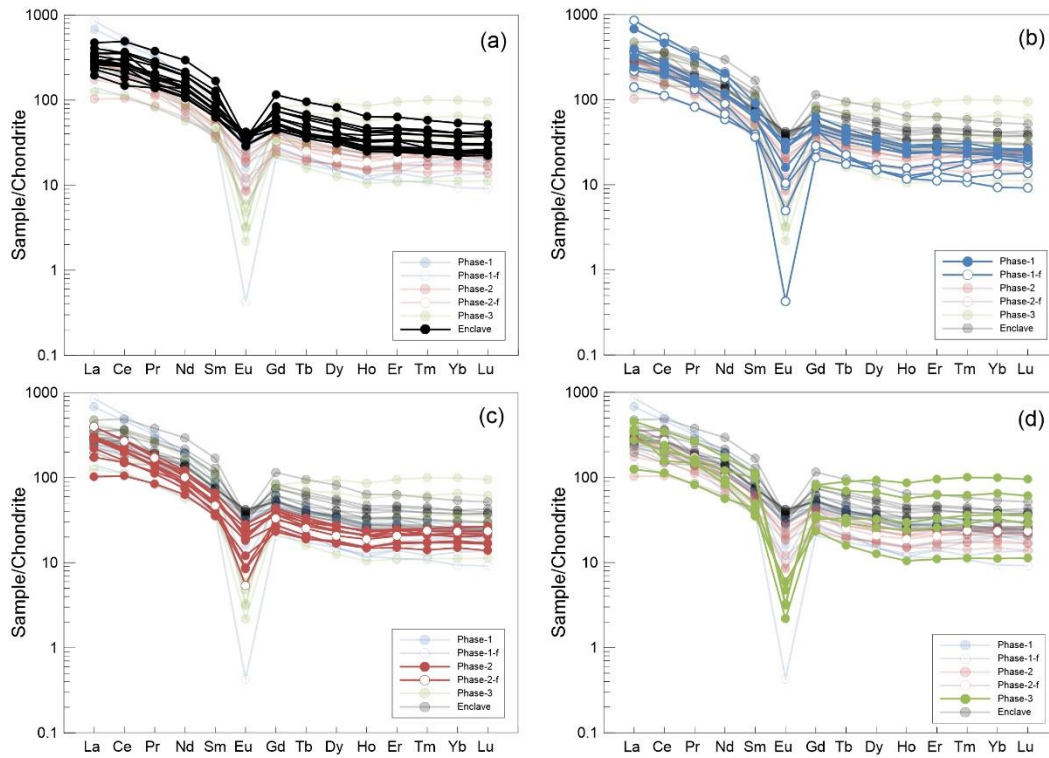 1000
100
10
1
0.1
Sample/Chondrite
(a)
Phase-1
Phase-1-f
Phase-2
Phase-2-f
Phase-3
Enclave
La Ce Pr Nd Sm Eu Gd Tb Dy Ho Er Tm Yb Lu
1000
100
10
1
0.1
Sample/Chondrite
(b)
Phase-1
Phase-1-f
Phase-2
Phase-2-f
Phase-3
Enclave
La Ce Pr Nd Sm Eu Gd Tb Dy Ho Er Tm Yb Lu
1000
100
10
1
0.1
Sample/Chondrite
(c)
Phase-1
Phase-1-f
Phase-2
Phase-2-f
Phase-3
Enclave
La Ce Pr Nd Sm Eu Gd Tb Dy Ho Er Tm Yb Lu
1000
100
10
1
0.1
Sample/Chondrite
(d)
Phase-1
Phase-1-f
Phase-2
Phase-2-f
Phase-3
Enclave
La Ce Pr Nd Sm Eu Gd Tb Dy Ho Er Tm Yb Lu